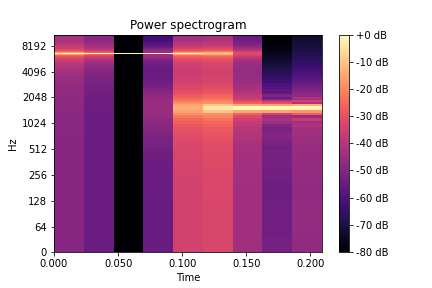 Power spectrogram
8192
4096
2048
1024
512
256
128
64
0
Hz
0.000 0.050 0.100 0.150 0.200
Time
+0 dB
-10 dB
-20 dB
-30 dB
-40 dB
-50 dB
-60 dB
-70 dB
-80 dB